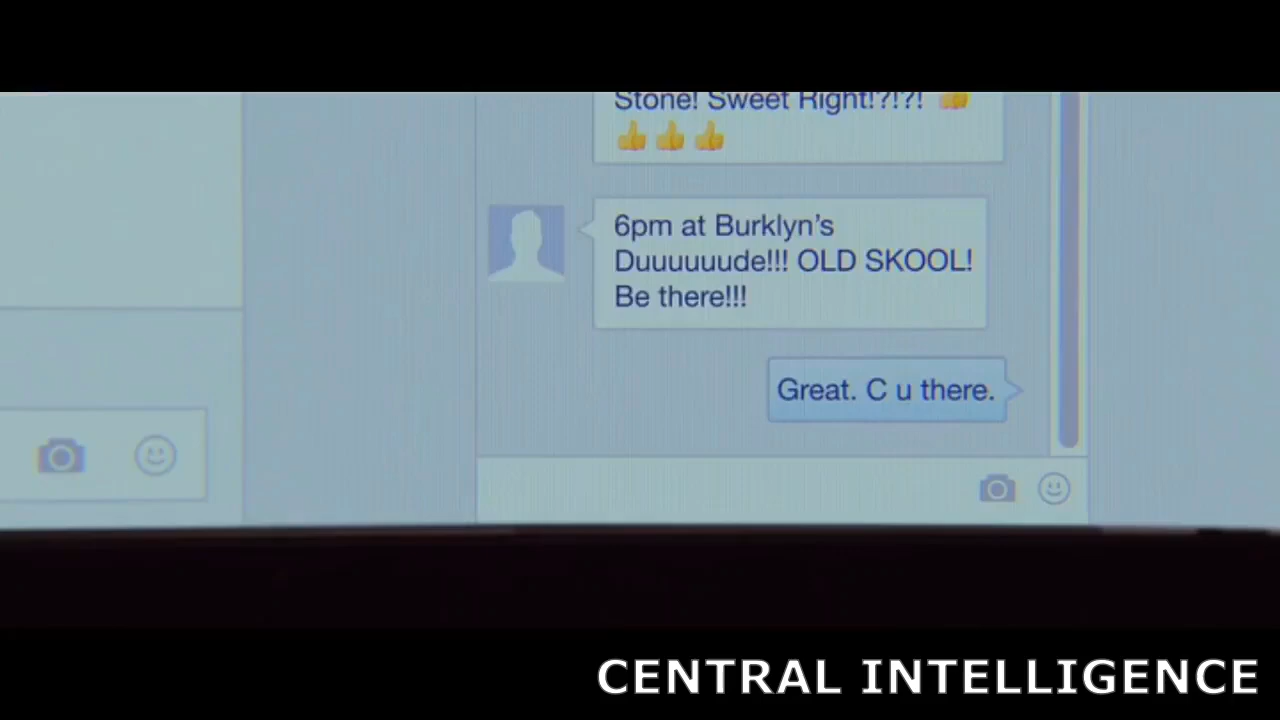 Stone! Sweet Right!?!?! 👍
👍 👍 👍
6pm at Burklyn’s
Duuuuuude!!! OLD SKOOL!
Be there!!!
Great. C u there.
CENTRAL INTELLIGENCE